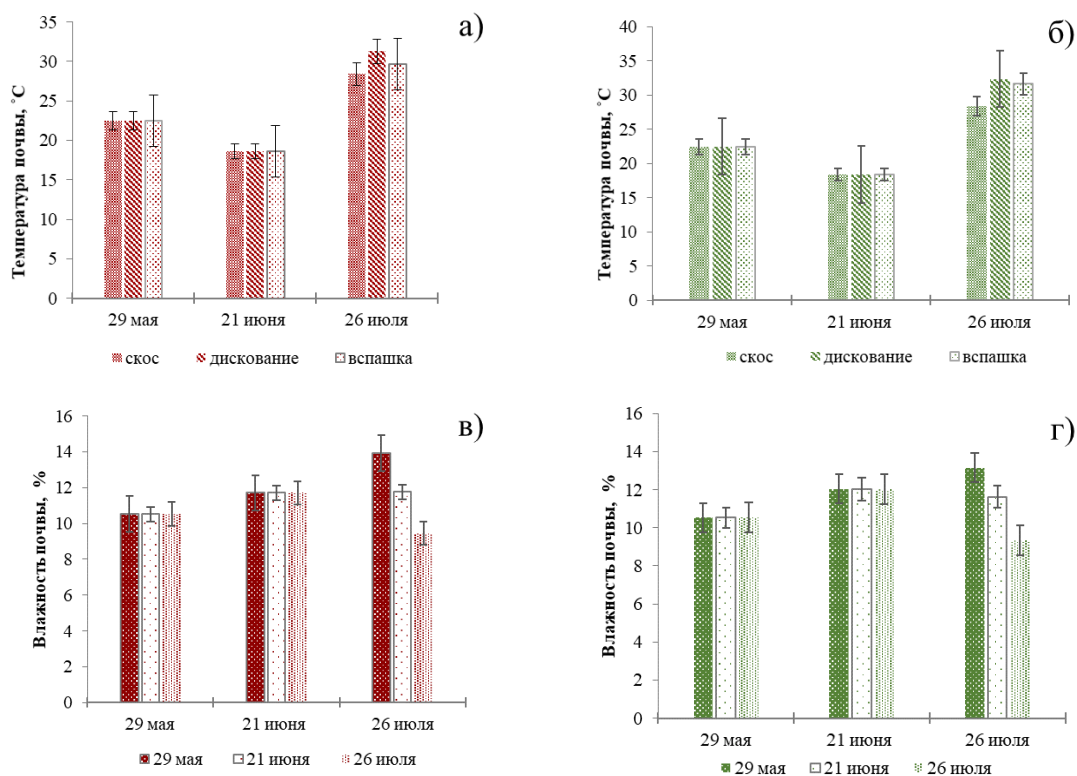 а)
Температура почвы, ˚С
35
30
25
20
15
10
5
0
29 мая 21 июня 26 июля
скос дискование вспашка
б)
Температура почвы, ˚С
40
35
30
25
20
15
10
5
0
29 мая 21 июня 26 июля
скос дискование вспашка
в)
Влажность почвы, %
16
14
12
10
8
6
4
2
0
29 мая 21 июня 26 июля
29 мая 21 июня 26 июля
г)
Влажность почвы, %
16
14
12
10
8
6
4
2
0
29 мая 21 июня 26 июля
29 мая 21 июня 26 июля